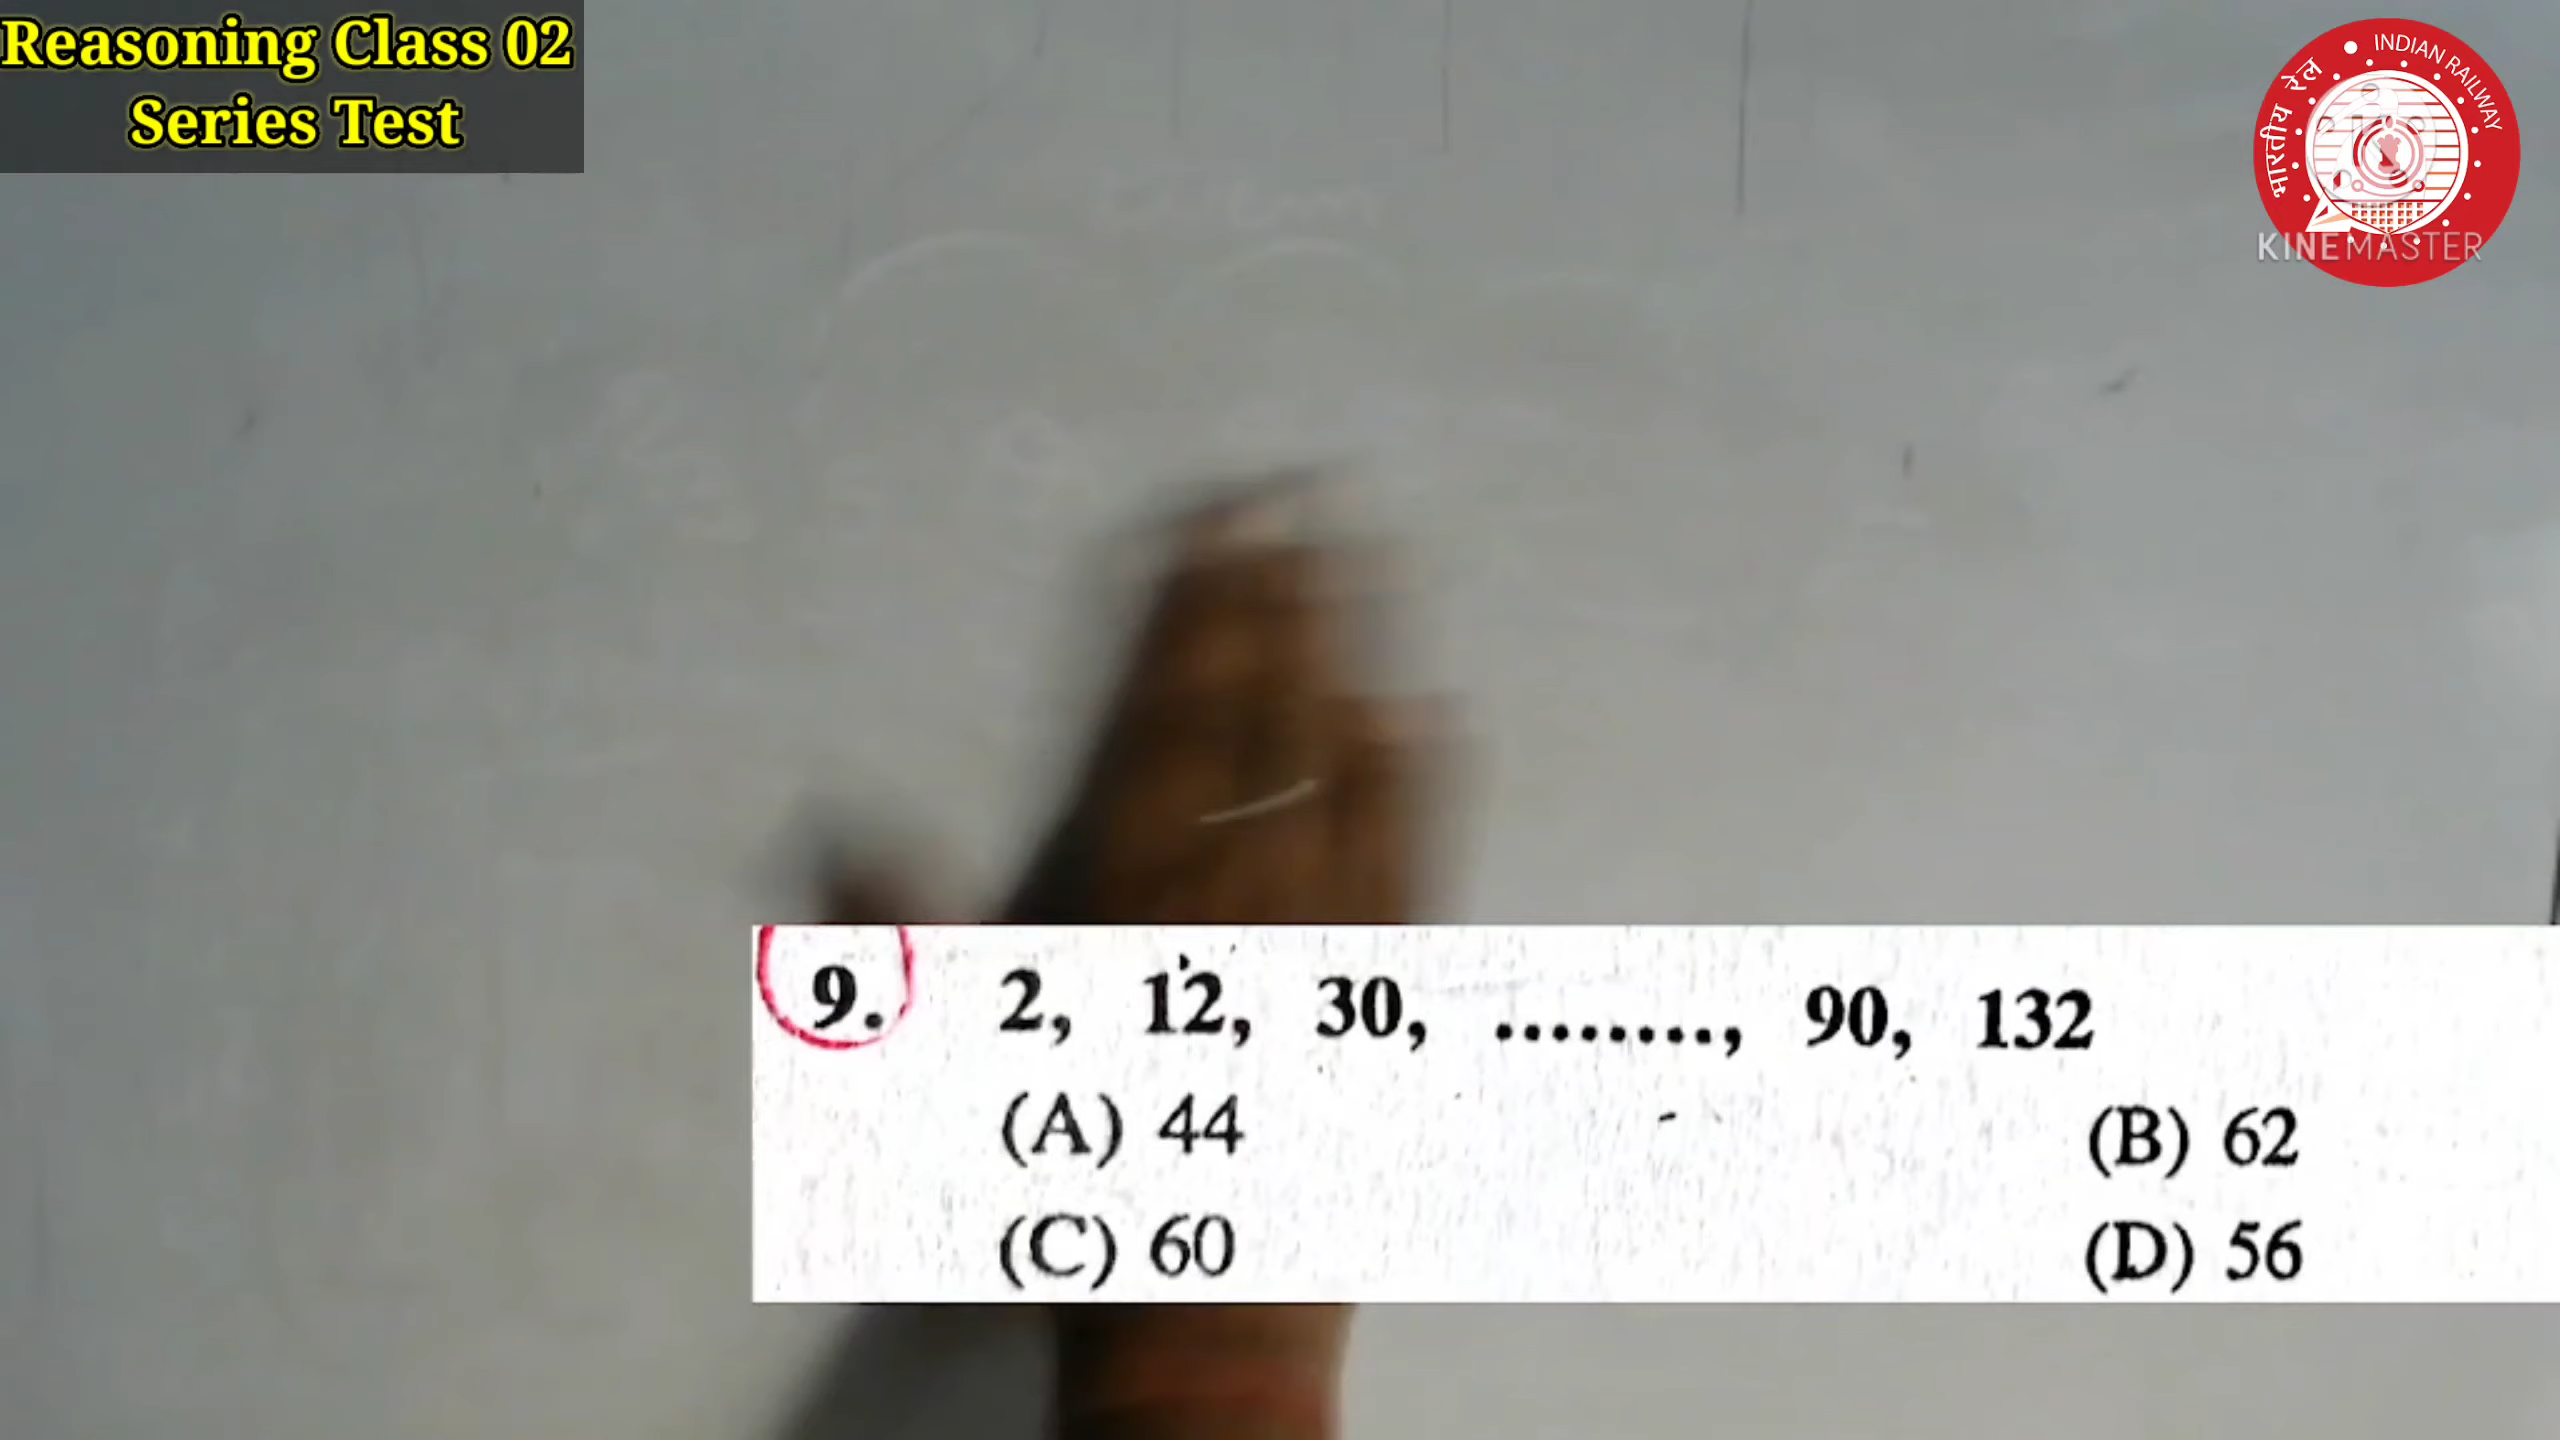 Reasoning Class 02
Series Test
भारतीय रेल
INDIAN RAILWAY
KINEMASTER
9. 2, 12, 30, ........, 90, 132
(A) 44 (B) 62
(C) 60 (D) 56